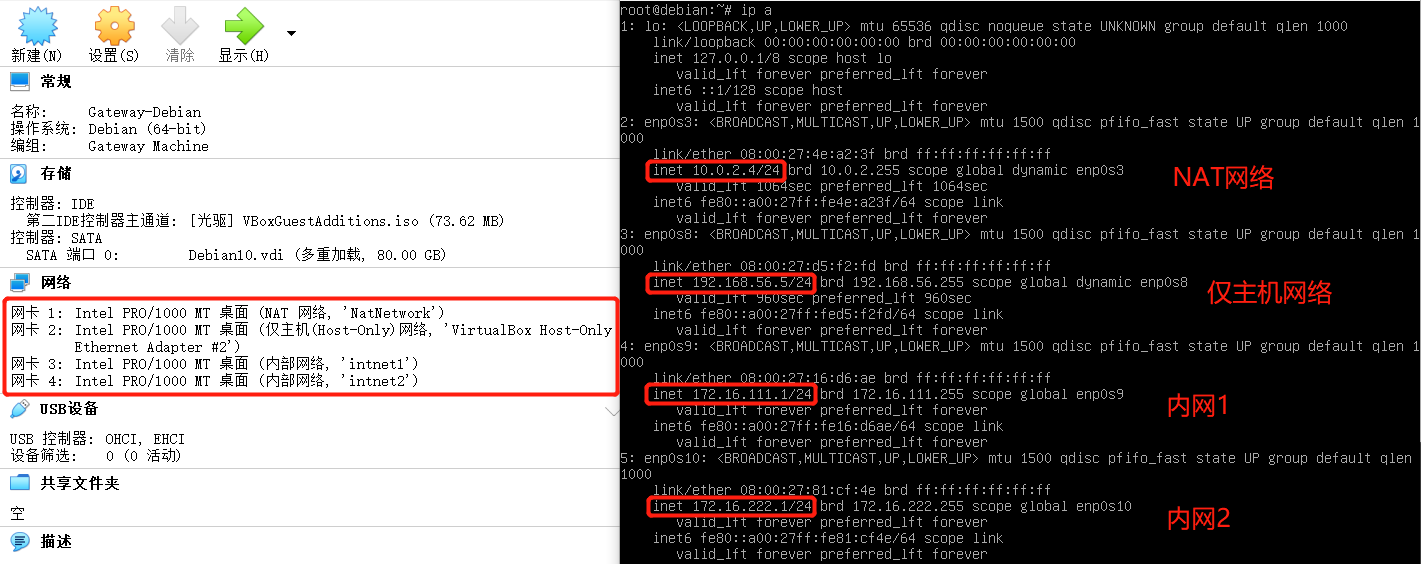 新建(N) 设置(S) 清除 显示(H)
常规
名称: Gateway-Debian
操作系统: Debian (64-bit)
编组: Gateway Machine
存储
控制器: IDE
第二IDE控制器主通道: [光驱] VBoxGuestAdditions.iso (73.62 MB)
控制器: SATA
SATA 端口 0: Debian10.vdi (多重加载, 80.00 GB)
网络
网卡 1: Intel PRO/1000 MT 桌面 (NAT 网络, 'NatNetwork')
网卡 2: Intel PRO/1000 MT 桌面 (仅主机(Host-Only)网络, 'VirtualBox Host-Only
Ethernet Adapter #2')
网卡 3: Intel PRO/1000 MT 桌面 (内部网络, 'intnet1')
网卡 4: Intel PRO/1000 MT 桌面 (内部网络, 'intnet2')
USB设备
USB 控制器: OHCI, EHCI
设备筛选: 0 (0 活动)
共享文件夹
空
描述
root@debian:~# ip a
1: lo: <LOOPBACK,UP,LOWER_UP> mtu 65536 qdisc noqueue state UNKNOWN group default qlen 1000
link/loopback 00:00:00:00:00:00 brd 00:00:00:00:00:00
inet 127.0.0.1/8 scope host lo
valid_lft forever preferred_lft forever
inet6 ::1/128 scope host
valid_lft forever preferred_lft forever
2: enp0s3: <BROADCAST,MULTICAST,UP,LOWER_UP> mtu 1500 qdisc pfifo_fast state UP group default qlen 1
000
link/ether 08:00:27:4e:a2:3f brd ff:ff:ff:ff:ff:ff
inet 10.0.2.4/24 brd 10.0.2.255 scope global dynamic enp0s3
NAT网络
valid_lft 1064sec preferred_lft 1064sec
inet6 fe80::a00:27ff:fe4e:a23f/64 scope link
valid_lft forever preferred_lft forever
3: enp0s8: <BROADCAST,MULTICAST,UP,LOWER_UP> mtu 1500 qdisc pfifo_fast state UP group default qlen 1
000
link/ether 08:00:27:d5:f2:fd brd ff:ff:ff:ff:ff:ff
inet 192.168.56.5/24 brd 192.168.56.255 scope global dynamic enp0s8
仅主机网络
valid_lft 960sec preferred_lft 960sec
inet6 fe80::a00:27ff:fed5:f2fd/64 scope link
valid_lft forever preferred_lft forever
4: enp0s9: <BROADCAST,MULTICAST,UP,LOWER_UP> mtu 1500 qdisc pfifo_fast state UP group default qlen 1
000
link/ether 08:00:27:16:d6:ae brd ff:ff:ff:ff:ff:ff
inet 172.16.111.1/24 brd 172.16.111.255 scope global enp0s9
内网1
valid_lft forever preferred_lft forever
inet6 fe80::a00:27ff:fe16:d6ae/64 scope link
valid_lft forever preferred_lft forever
5: enp0s10: <BROADCAST,MULTICAST,UP,LOWER_UP> mtu 1500 qdisc pfifo_fast state UP group default qlen
1000
link/ether 08:00:27:81:cf:4e brd ff:ff:ff:ff:ff:ff
inet 172.16.222.1/24 brd 172.16.222.255 scope global enp0s10
内网2
valid_lft forever preferred_lft forever
inet6 fe80::a00:27ff:fe81:cf4e/64 scope link
valid_lft forever preferred_lft forever